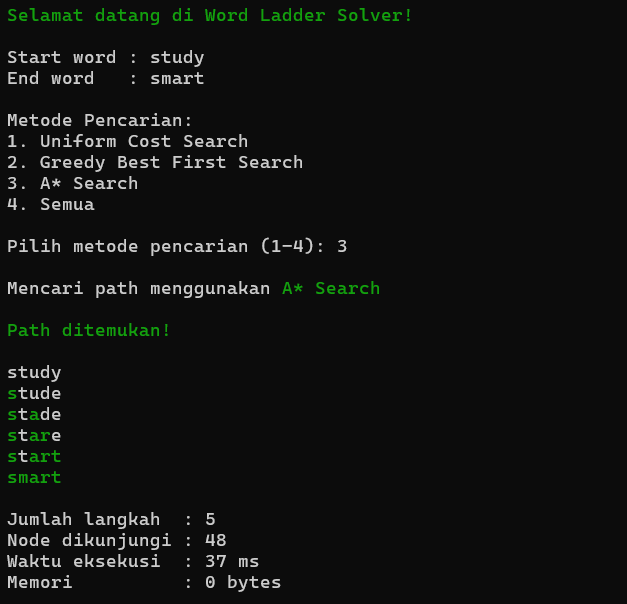 Selamat datang di Word Ladder Solver!
Start word : study
End word   : smart
Metode Pencarian:
1. Uniform Cost Search
2. Greedy Best First Search
3. A* Search
4. Semua
Pilih metode pencarian (1-4): 3
Mencari path menggunakan A* Search
Path ditemukan!
study
stude
stade
stare
start
smart
Jumlah langkah  : 5
Node dikunjungi : 48
Waktu eksekusi  : 37 ms
Memori          : 0 bytes